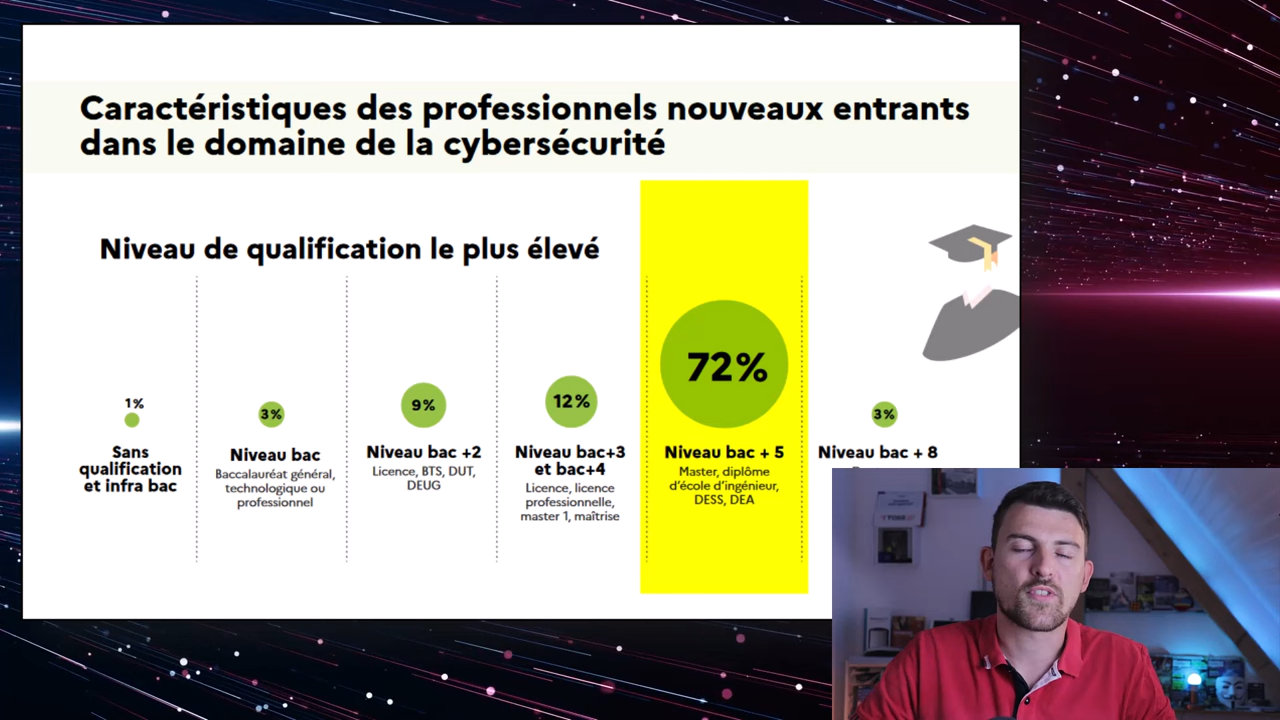 Caractéristiques des professionnels nouveaux entrants
dans le domaine de la cybersécurité
Niveau de qualification le plus élevé
1%
Sans
qualification
et infra bac
3%
Niveau bac
Baccalauréat général,
technologique ou
professionnel
9%
Niveau bac +2
Licence, BTS, DUT,
DEUG
12%
Niveau bac+3
et bac+4
Licence, licence
professionnelle,
master 1, maîtrise
72%
Niveau bac + 5
Master, diplôme
d'école d'ingénieur,
DESS, DEA
3%
Niveau bac + 8